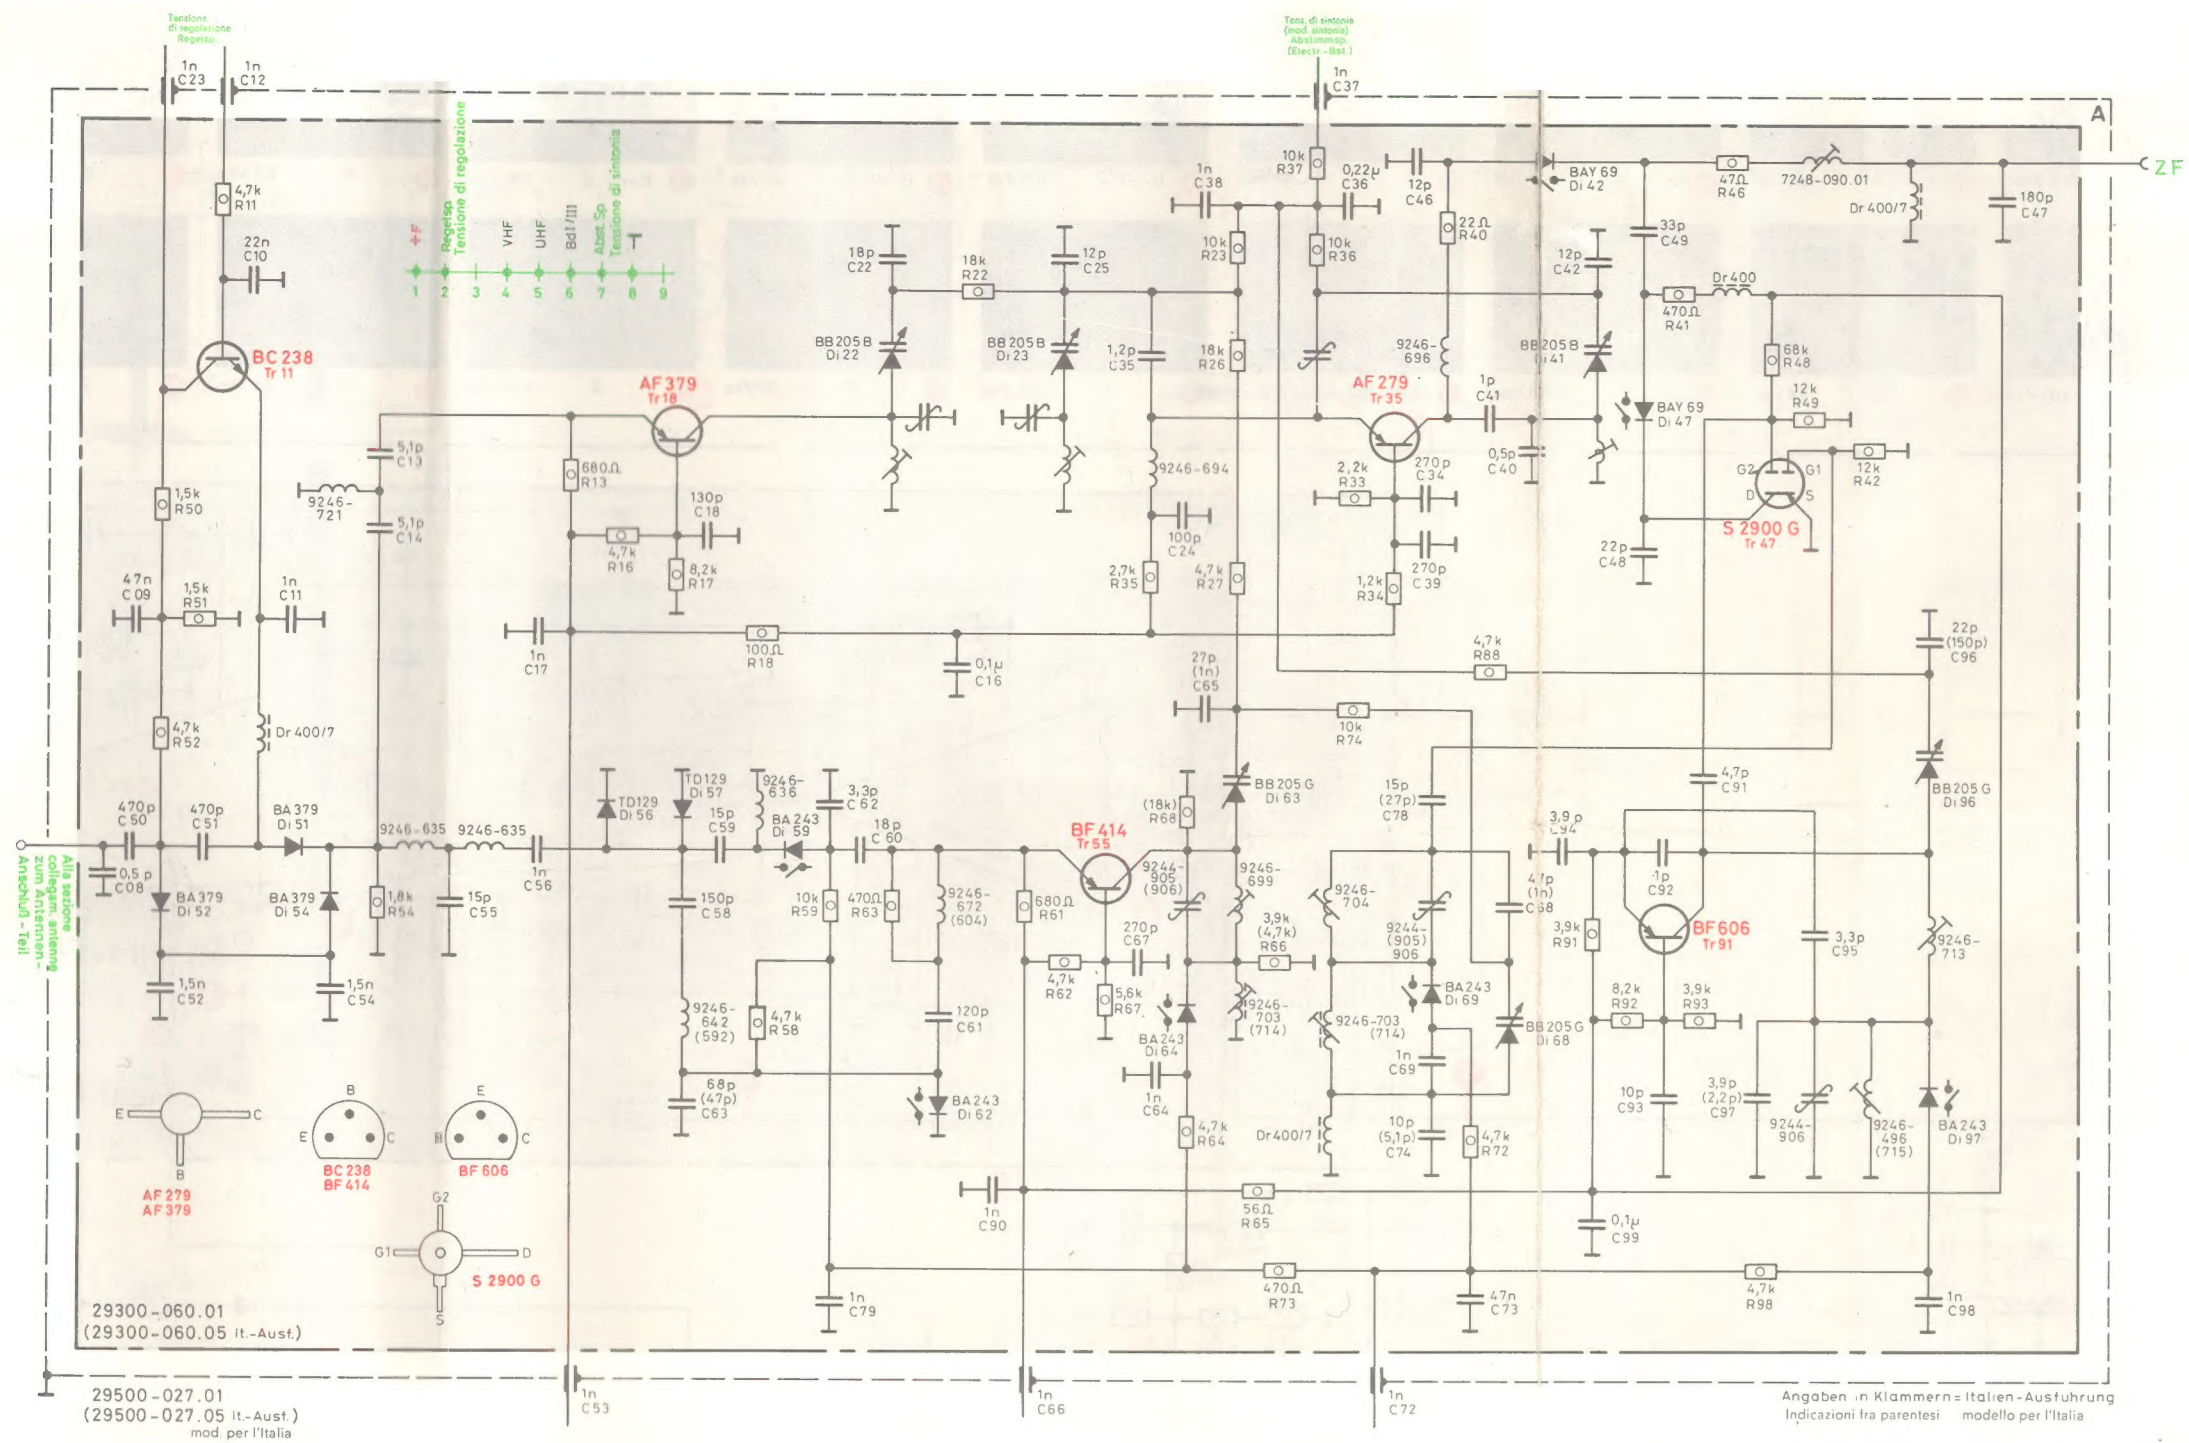 Tensione
di regolazione
Regelsp.
Tens. di sintonia
(mod. sintonia)
Abstimmsp.
(Electr.-Bst.)
1n
C23
1n
C12
1n
C37
A
4,7k
R11
22n
C10
+F
Regelsp
Tensione di regolazione
VHF
UHF
Bd I/III
Abst. Sp
Tensione di sintonia
1 2 3 4 5 6 7 8 9
BC 238
Tr 11
10k
R37
1n
C38
0,22µ
C36
12p
C46
BAY 69
Di 42
47Ω
R46
7248-090.01
Dr 400/7
180p
C47
ZF
18p
C22
18k
R22
12p
C25
10k
R23
10k
R36
22Ω
R40
12p
C42
33p
C49
470Ω
R41
Dr 400
BB 205 B
Di 22
BB 205 B
Di 23
1,2p
C35
18k
R26
9246-
696
BB 205 B
Di 41
68k
R48
AF 379
Tr 18
AF 279
Tr 35
1p
C41
0,5p
C40
BAY 69
Di 47
12k
R49
12k
R42
G2 G1
D S
S 2900 G
Tr 47
5,1p
C13
9246-
721
5,1p
C14
680Ω
R13
130p
C18
4,7k
R16
8,2k
R17
9246-694
100p
C24
2,2k
R33
270p
C34
270p
C39
1,2k
R34
22p
C48
1,5k
R50
47n
C09
1,5k
R51
1n
C11
1n
C17
100Ω
R18
0,1µ
C16
2,7k
R35
4,7k
R27
4,7k
R88
22p
(150p)
C96
4,7k
R52
Dr 400/7
27p
(1n)
C65
10k
R74
BB 205 G
Di 63
4,7p
C91
BB 205 G
Di 96
470p
C50
470p
C51
BA 379
Di 51
9246-635
9246-635
1n
C56
TD129
Di 56
TD129
Di 57
15p
C59
9246-
636
BA 243
Di 59
3,3p
C 62
18p
C 60
BF 414
Tr 55
(18k)
R68
15p
(27p)
C78
3,9p
C94
1p
C92
0,5p
C08
Alla sezione
collegam. antenne
zum Antennen-
Anschluß-Teil
BA 379
Di 52
BA 379
Di 54
1,8k
R54
15p
C55
150p
C58
10k
R59
470Ω
R63
9246-
672
(604)
680Ω
R61
9244-
905
(906)
9246-
699
3,9k
(4,7k)
R66
9246-
704
9244-
(905)
906
47p
(1n)
C68
3,9k
R91
BF 606
Tr 91
3,3p
C95
9246-
713
1,5n
C52
1,5n
C54
9246-
642
(592)
4,7k
R 58
120p
C61
4,7k
R62
270p
C67
5,6k
R67
BA243
Di 64
9246-
703
(714)
9246-703
(714)
BA 243
Di 69
BB 205 G
Di 68
8,2k
R92
3,9k
R93
68p
(47p)
C63
BA 243
Di 62
1n
C64
4,7k
R64
1n
C69
Dr 400/7
10p
(5,1p)
C74
4,7k
R72
10p
C93
3,9p
(2,2p)
C97
9244-
906
9246-
496
(715)
BA 243
Di 97
E C
B
AF 279
AF 379
B
E C
BC 238
BF 414
E
B C
BF 606
G2
G1 D
S
S 2900 G
1n
C90
56Ω
R65
0,1µ
C99
1n
C79
470Ω
R73
47n
C73
4,7k
R98
1n
C98
29300-060.01
(29300-060.05 It.-Ausf.)
29500-027.01
(29500-027.05 It.-Ausf.)
mod. per l'Italia
1n
C53
1n
C66
1n
C72
Angaben in Klammern = Italien-Ausführung
Indicazioni fra parentesi modello per l'Italia